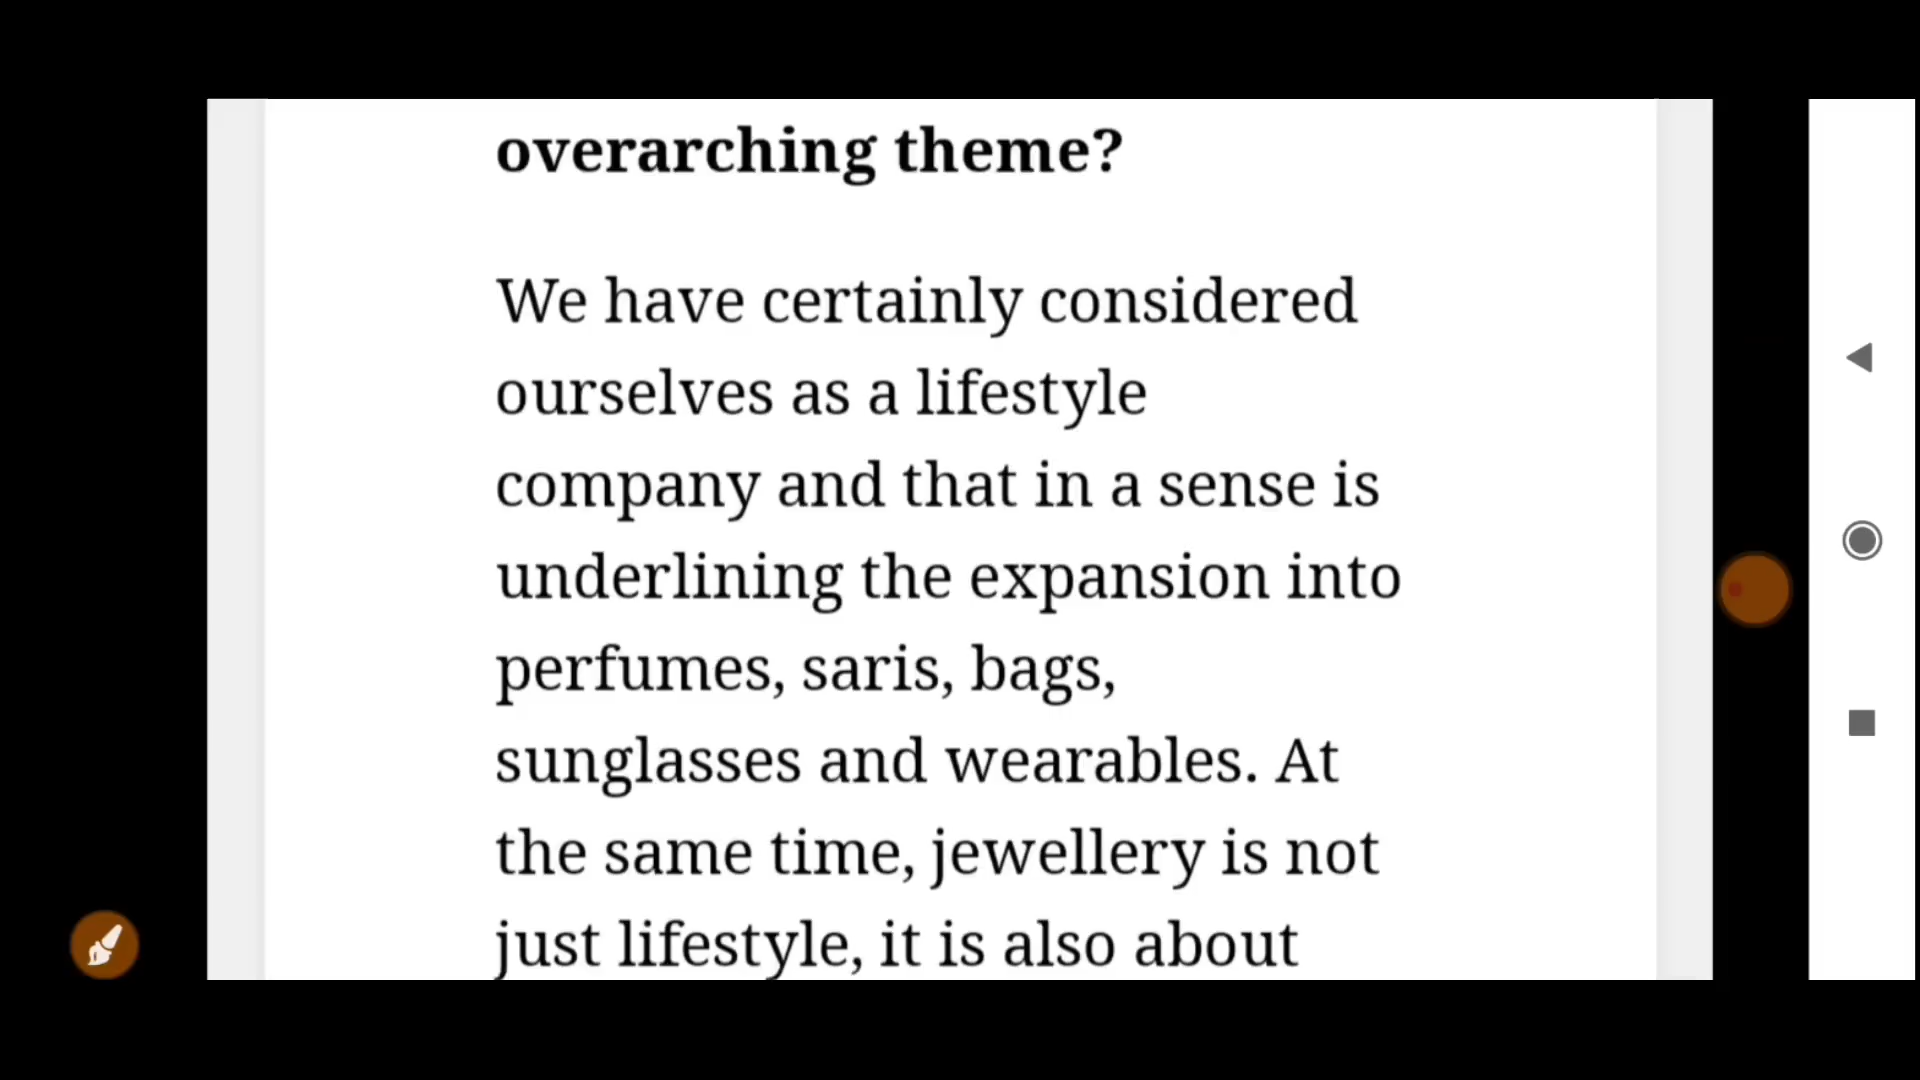 overarching theme?
We have certainly considered
ourselves as a lifestyle
company and that in a sense is
underlining the expansion into
perfumes, saris, bags,
sunglasses and wearables. At
the same time, jewellery is not
just lifestyle, it is also about